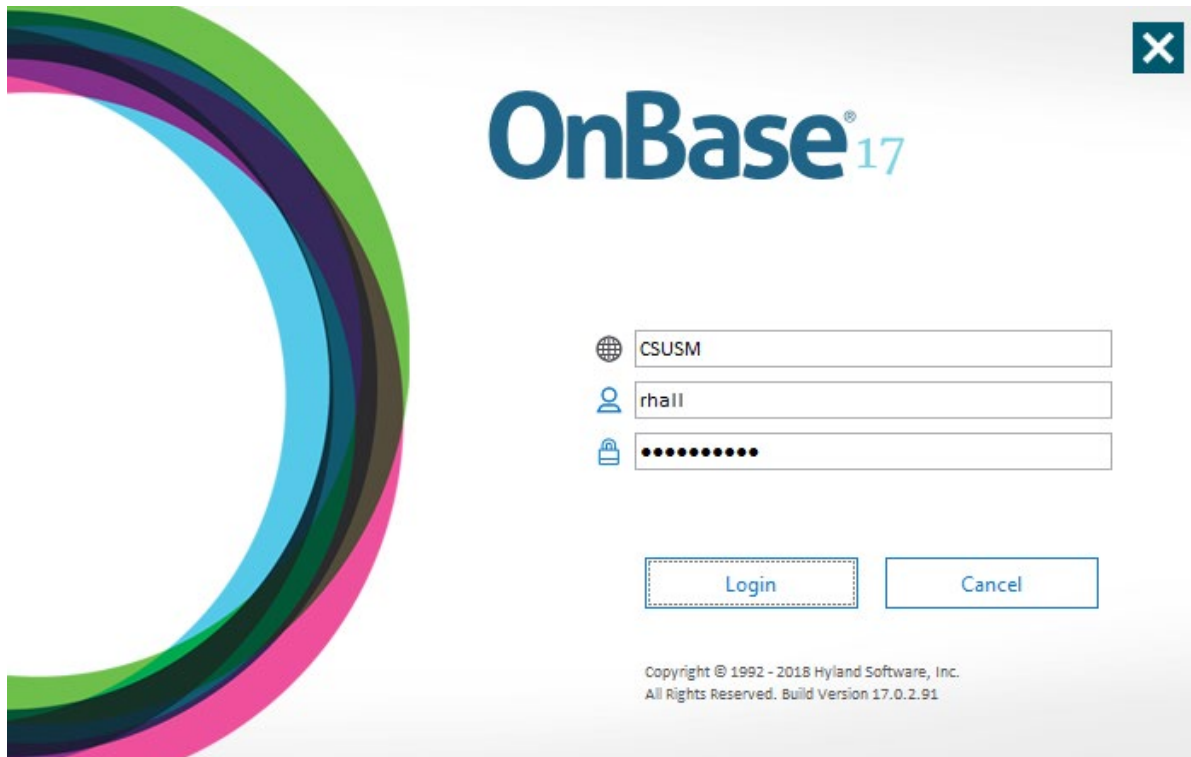 OnBase® 17
CSUSM
rhall
••••••••••
Login
Cancel
Copyright © 1992 - 2018 Hyland Software, Inc.
All Rights Reserved. Build Version 17.0.2.91